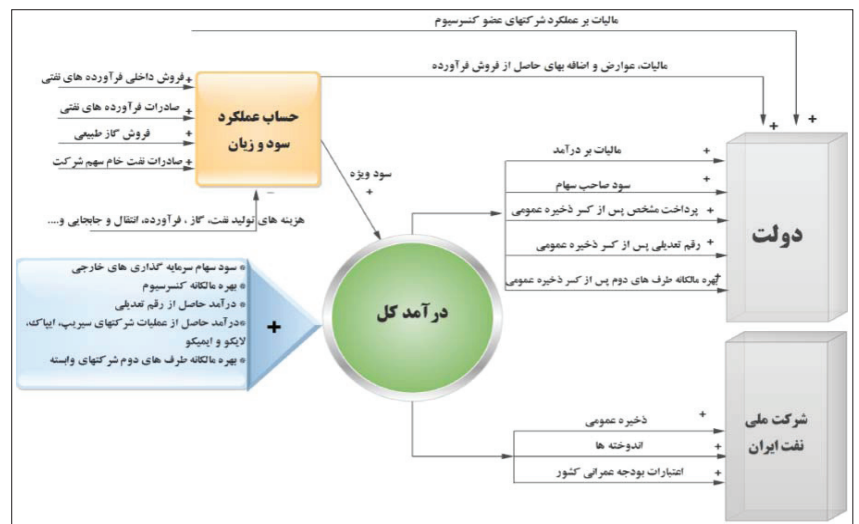 مالیات بر عملکرد شرکتهای عضو کنسرسیوم
+
فروش داخلی فرآورده های نفتی
+
صادرات فرآورده های نفتی
+
فروش گاز طبیعی
+
صادرات نفت خام سهم شرکت
+
حساب عملکرد
سود و زیان
مالیات، عوارض و اضافه بهای حاصل از فروش فرآورده
+
–
هزینه های تولید نفت، گاز ، فرآورده، انتقال و جابجایی و....
سود ویژه
+
مالیات بر درآمد
+
سود صاحب سهام
+
پرداخت مشخص پس از کسر ذخیره عمومی
+
رقم تعدیلی پس از کسر ذخیره عمومی
+
بهره مالکانه طرف های دوم پس از کسر ذخیره عمومی
+
دولت
* سود سهام سرمایه گذاری های خارجی
* بهره مالکانه کنسرسیوم
* درآمد حاصل از رقم تعدیلی
*درآمد حاصل از عملیات شرکتهای سیریپ، ایپاک،
لاپکو و ایمیکو
* بهره مالکانه طرف های دوم شرکتهای وابسته
+
درآمد کل
ذخیره عمومی
+
اندوخته ها
+
اعتبارات بودجه عمرانی کشور
+
شرکت ملی
نفت ایران